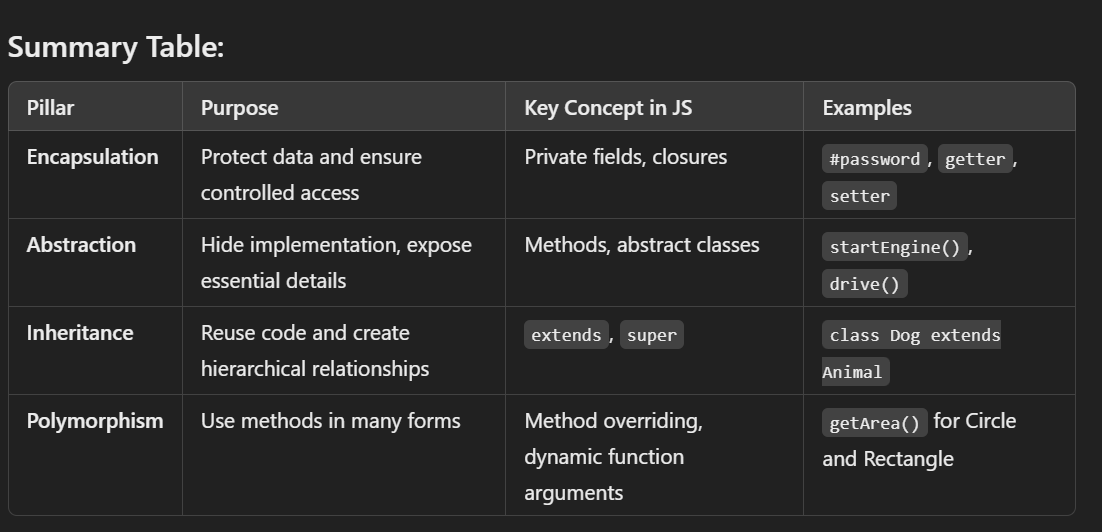 Summary Table:
Pillar Purpose Key Concept in JS Examples
Encapsulation Protect data and ensure Private fields, closures #password, getter,
controlled access setter
Abstraction Hide implementation, expose Methods, abstract classes startEngine(),
essential details drive()
Inheritance Reuse code and create extends, super class Dog extends
hierarchical relationships Animal
Polymorphism Use methods in many forms Method overriding, getArea() for Circle
dynamic function and Rectangle
arguments